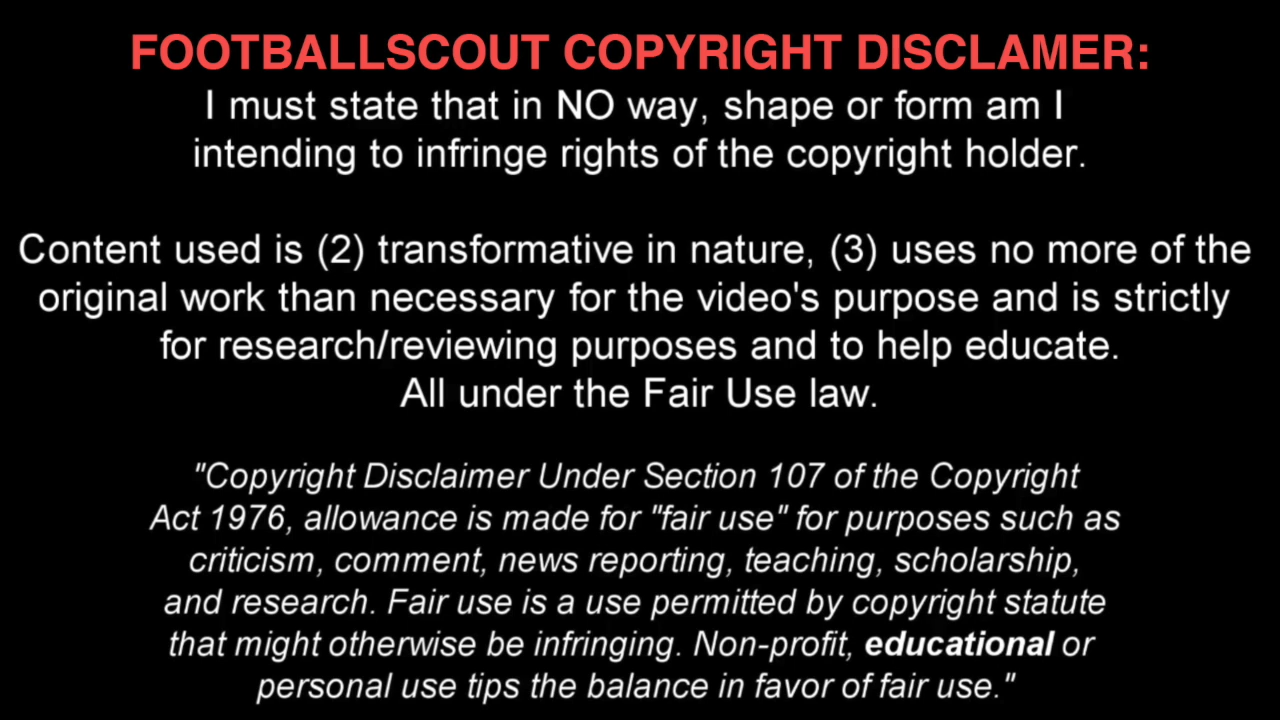 FOOTBALLSCOUT COPYRIGHT DISCLAMER:
I must state that in NO way, shape or form am I
intending to infringe rights of the copyright holder.
Content used is (2) transformative in nature, (3) uses no more of the
original work than necessary for the video's purpose and is strictly
for research/reviewing purposes and to help educate.
All under the Fair Use law.
"Copyright Disclaimer Under Section 107 of the Copyright
Act 1976, allowance is made for "fair use" for purposes such as
criticism, comment, news reporting, teaching, scholarship,
and research. Fair use is a use permitted by copyright statute
that might otherwise be infringing. Non-profit, educational or
personal use tips the balance in favor of fair use."